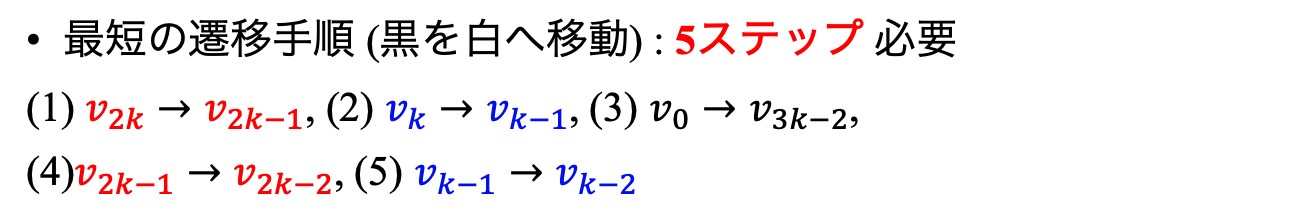 • 最短の遷移手順 (黒を白へ移動) : 5ステップ 必要
(1) v₂ₖ → v₂ₖ₋₁, (2) vₖ → vₖ₋₁, (3) v₀ → v₃ₖ₋₂,
(4)v₂ₖ₋₁ → v₂ₖ₋₂, (5) vₖ₋₁ → vₖ₋₂